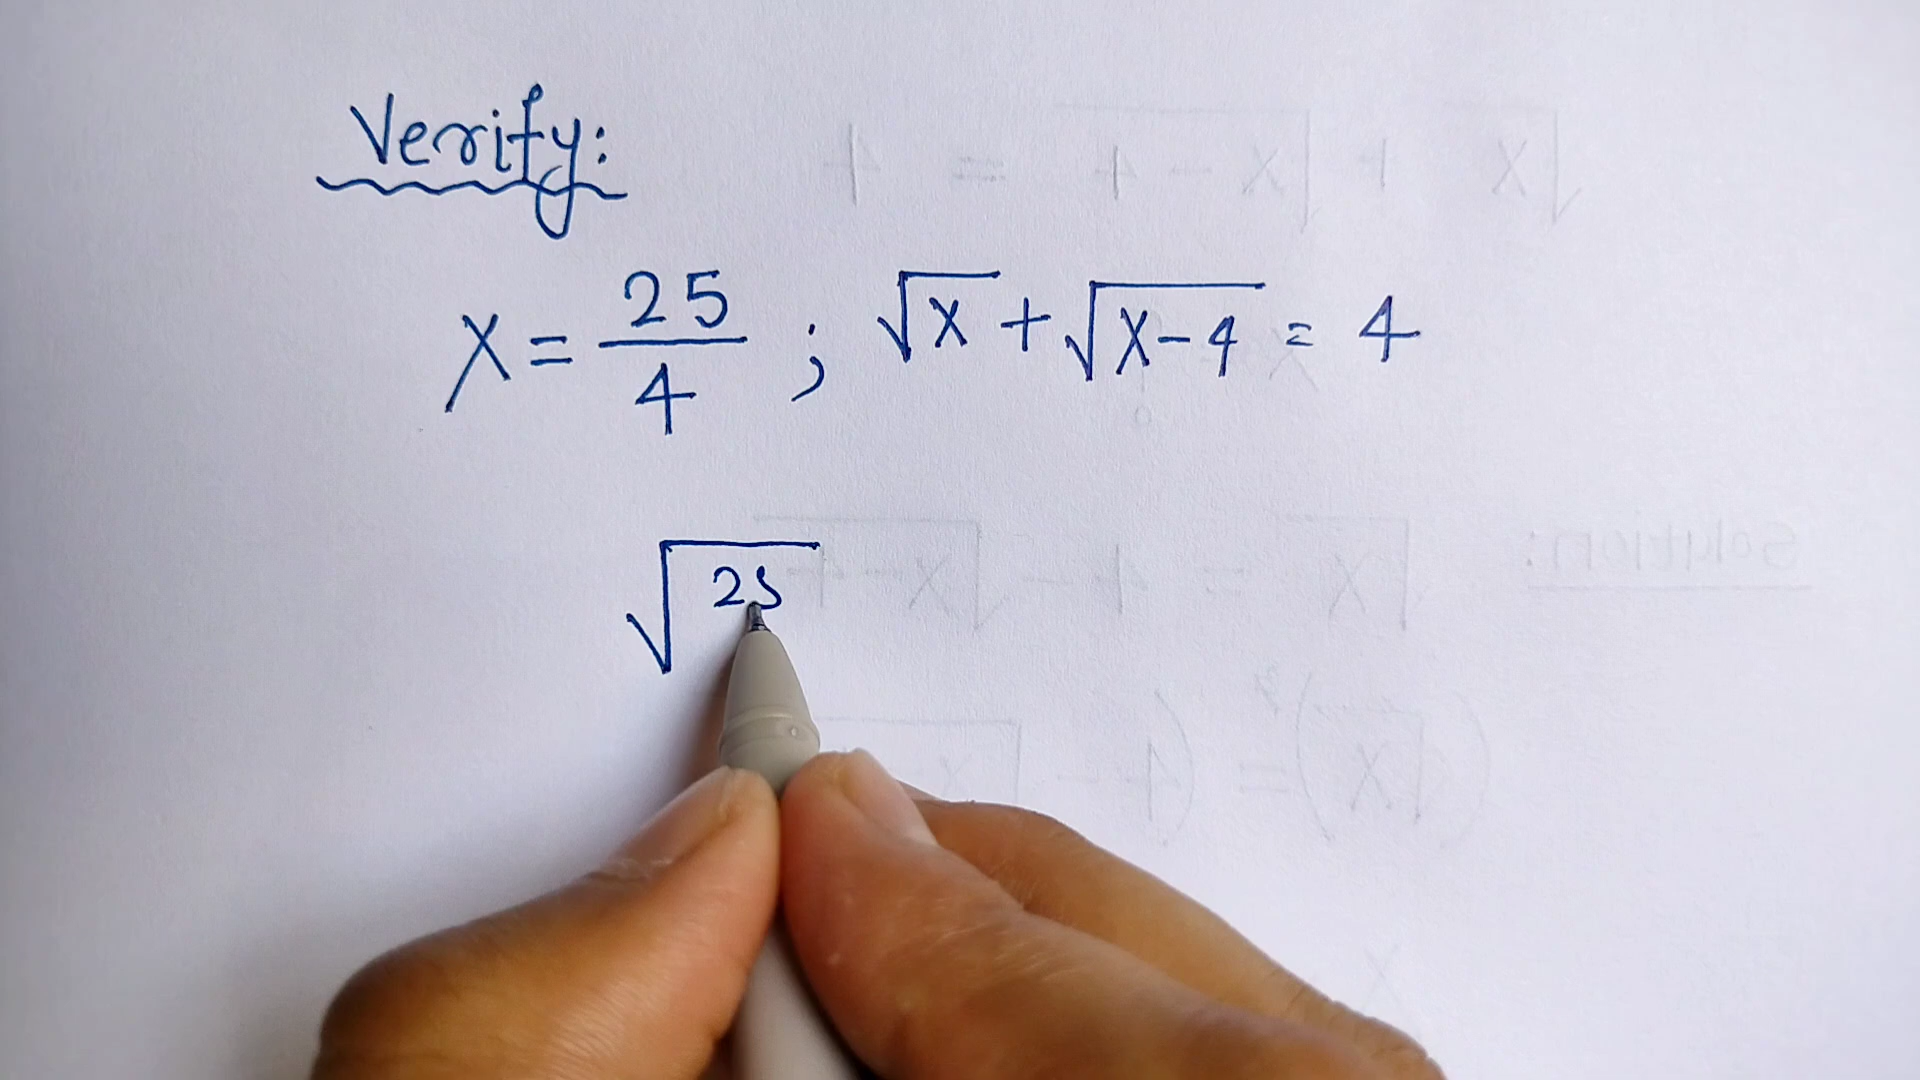 Verify:
X = 25/4 ; √x + √x-4 = 4
√25